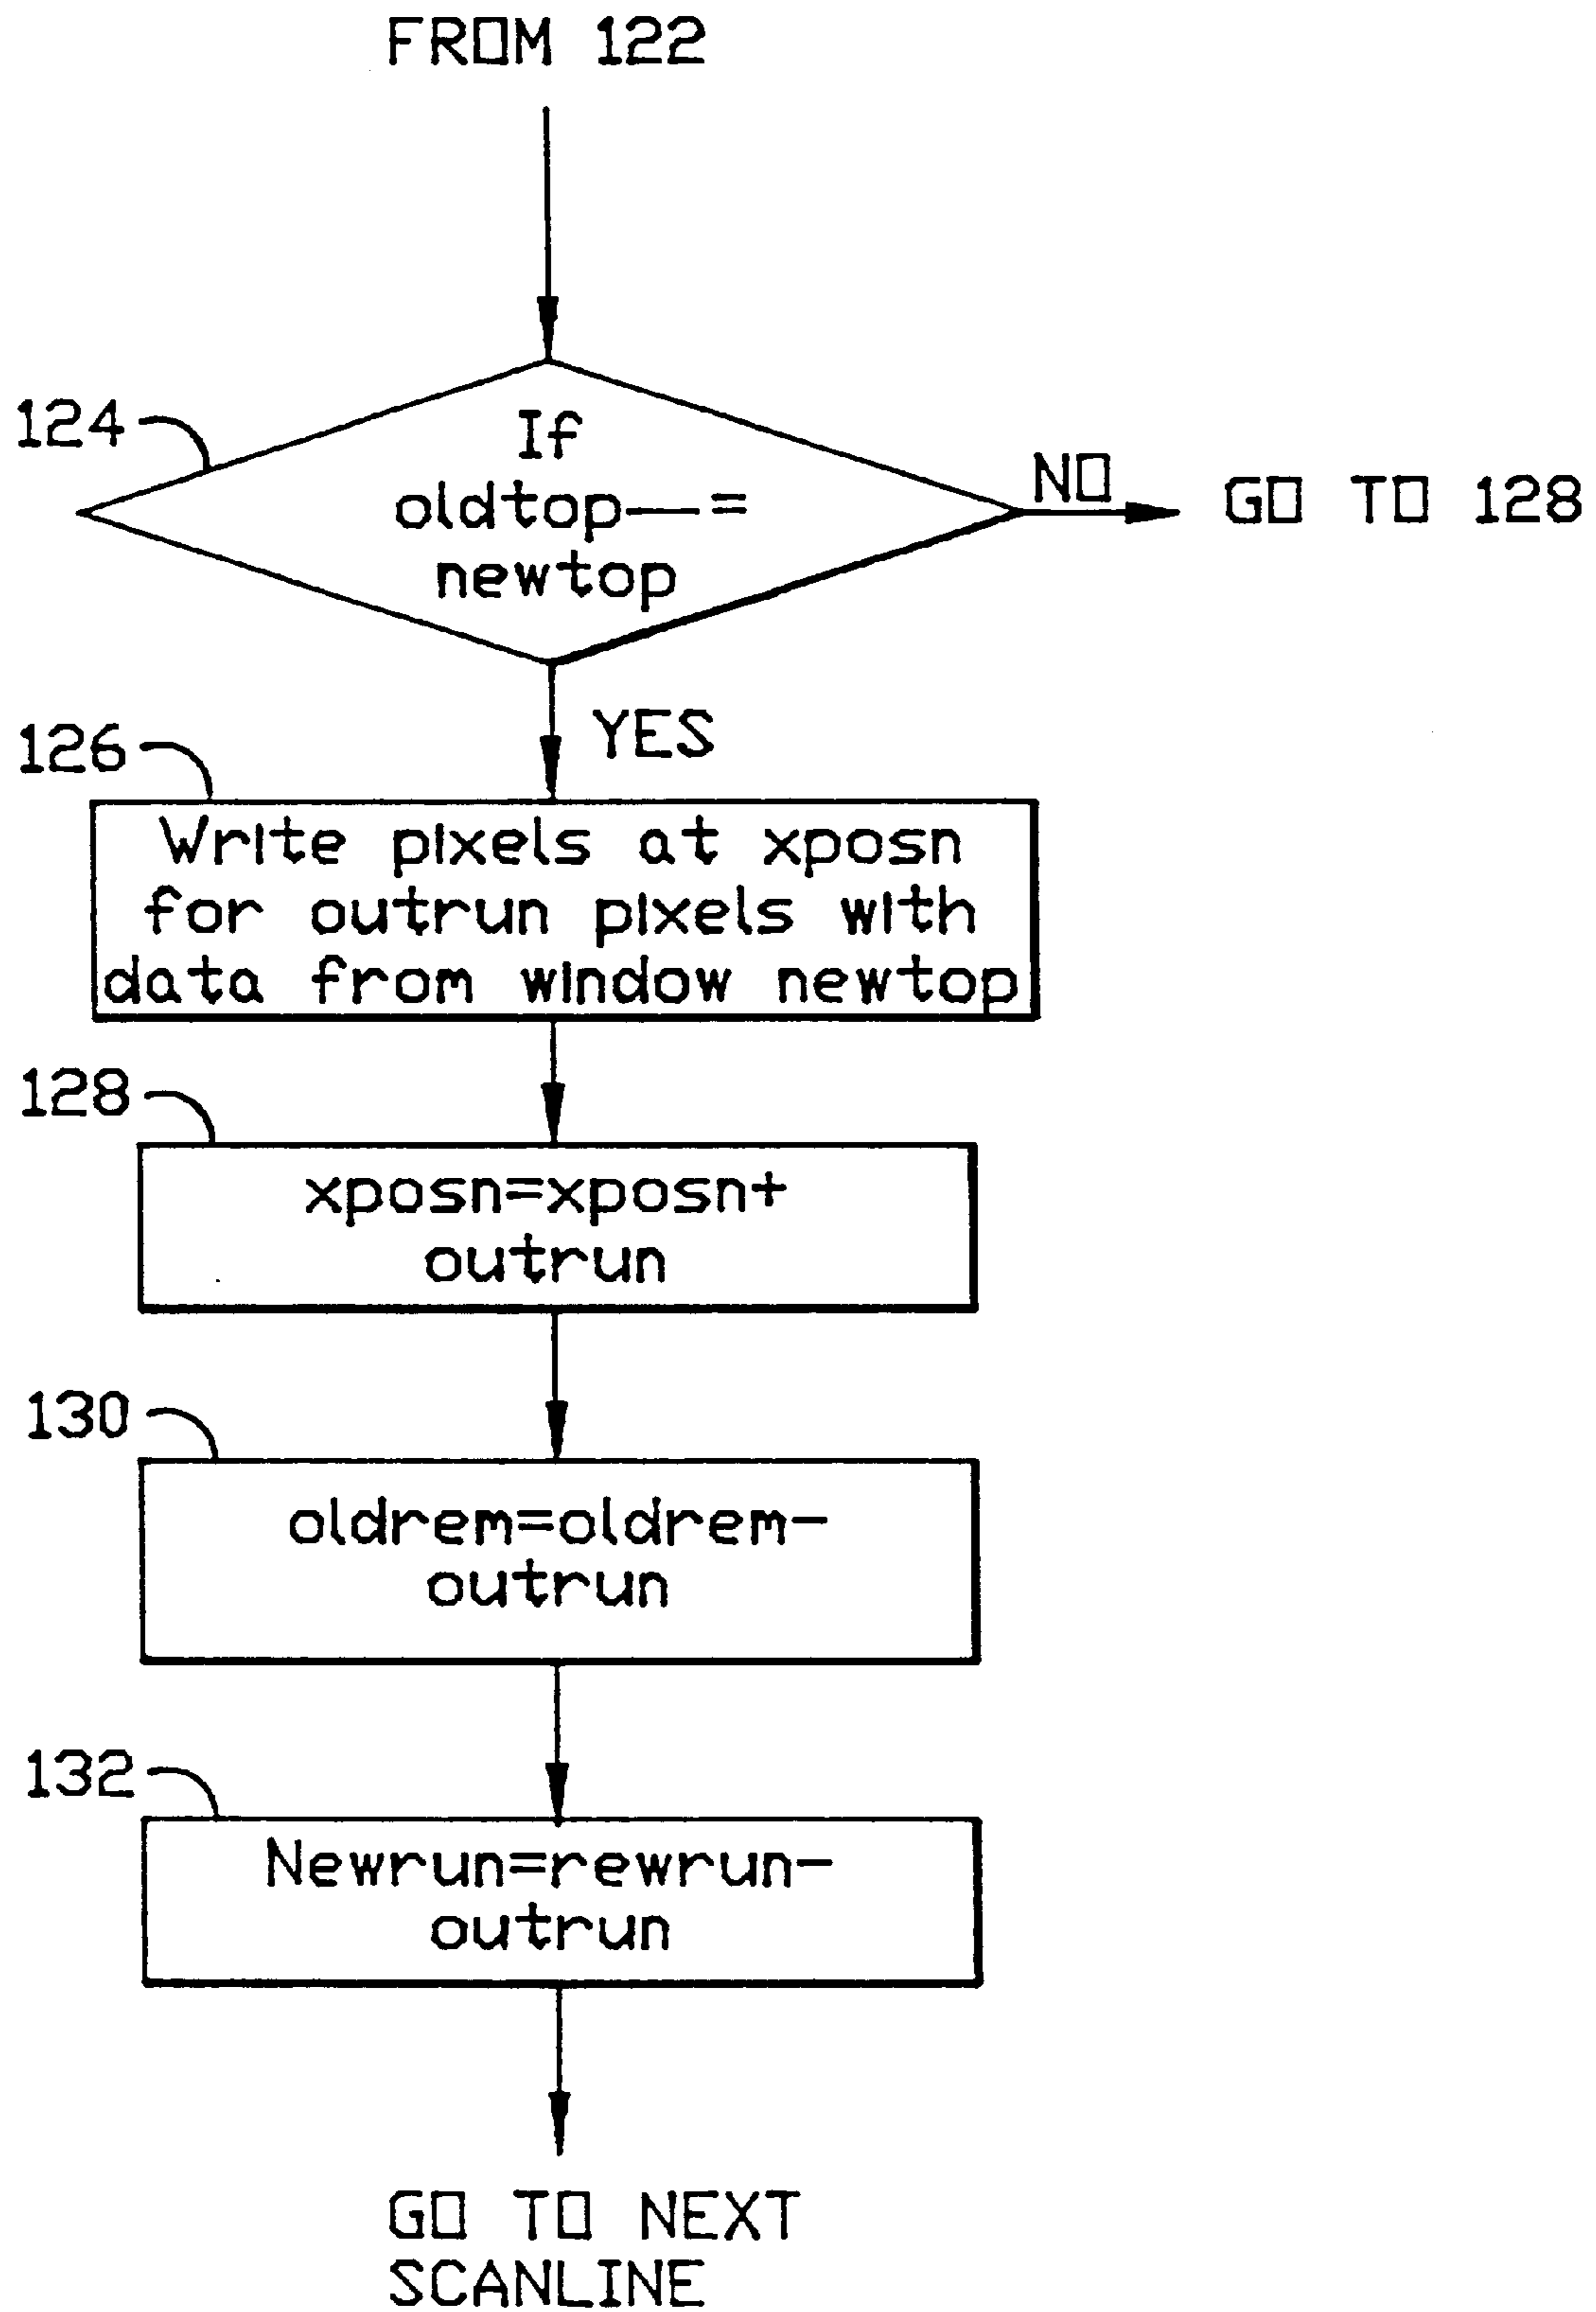 FROM 122
124
If
oldtop—=
newtop
NO
GO TO 128
YES
126
Write pixels at xposn
for outrun pixels with
data from window newtop
128
xposn=xposn+
outrun
130
oldrem=oldrem-
outrun
132
Newrun=rewrun-
outrun
GO TO NEXT
SCANLINE